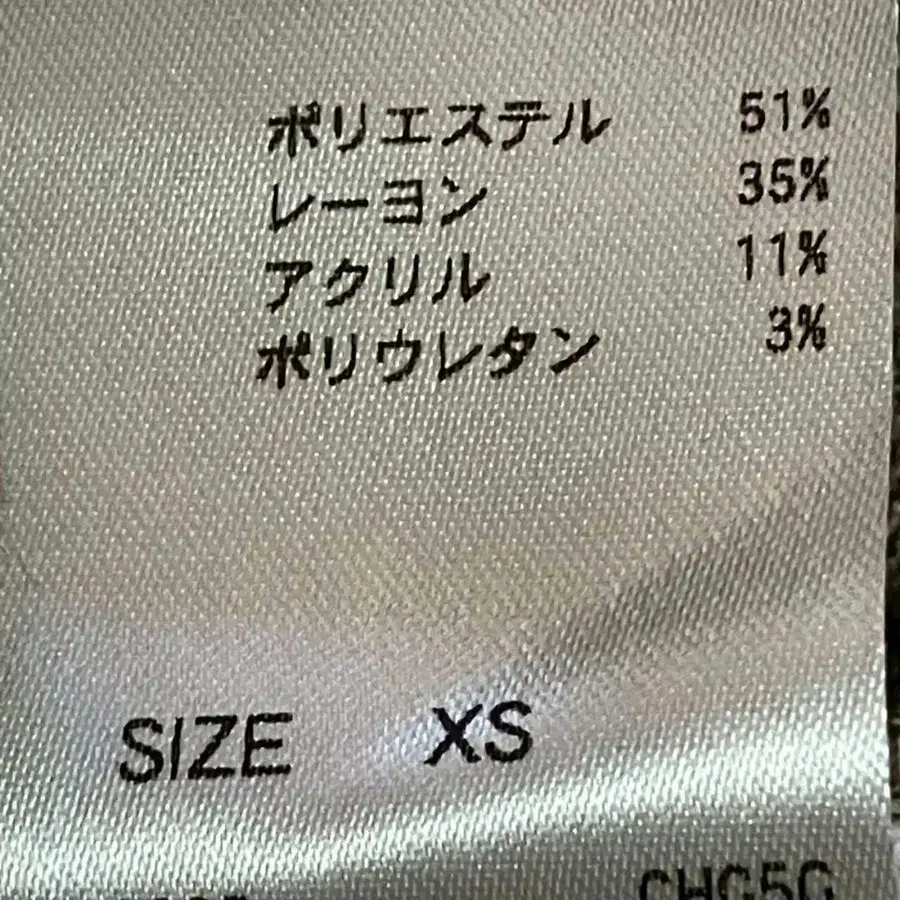 ポリエステル 51%
レーヨン 35%
アクリル 11%
ポリウレタン 3%
SIZE XS